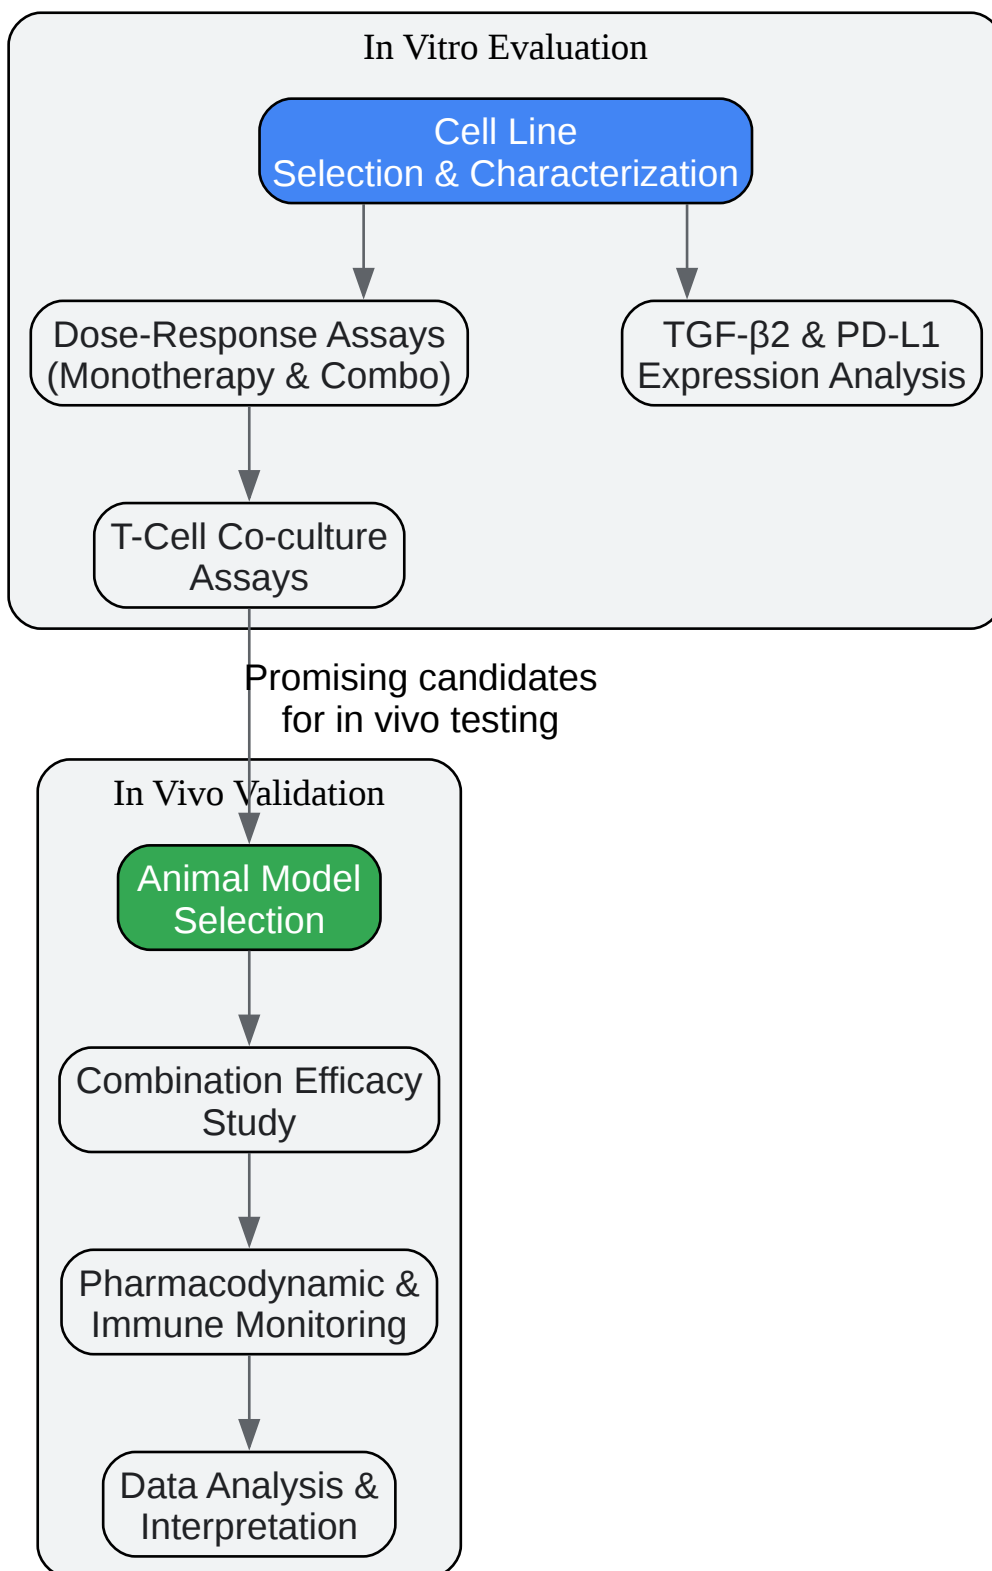 In Vitro Evaluation
Cell Line
Selection & Characterization
Dose-Response Assays
(Monotherapy & Combo)
TGF-β2 & PD-L1
Expression Analysis
T-Cell Co-culture
Assays
Promising candidates
for in vivo testing
In Vivo Validation
Animal Model
Selection
Combination Efficacy
Study
Pharmacodynamic &
Immune Monitoring
Data Analysis &
Interpretation